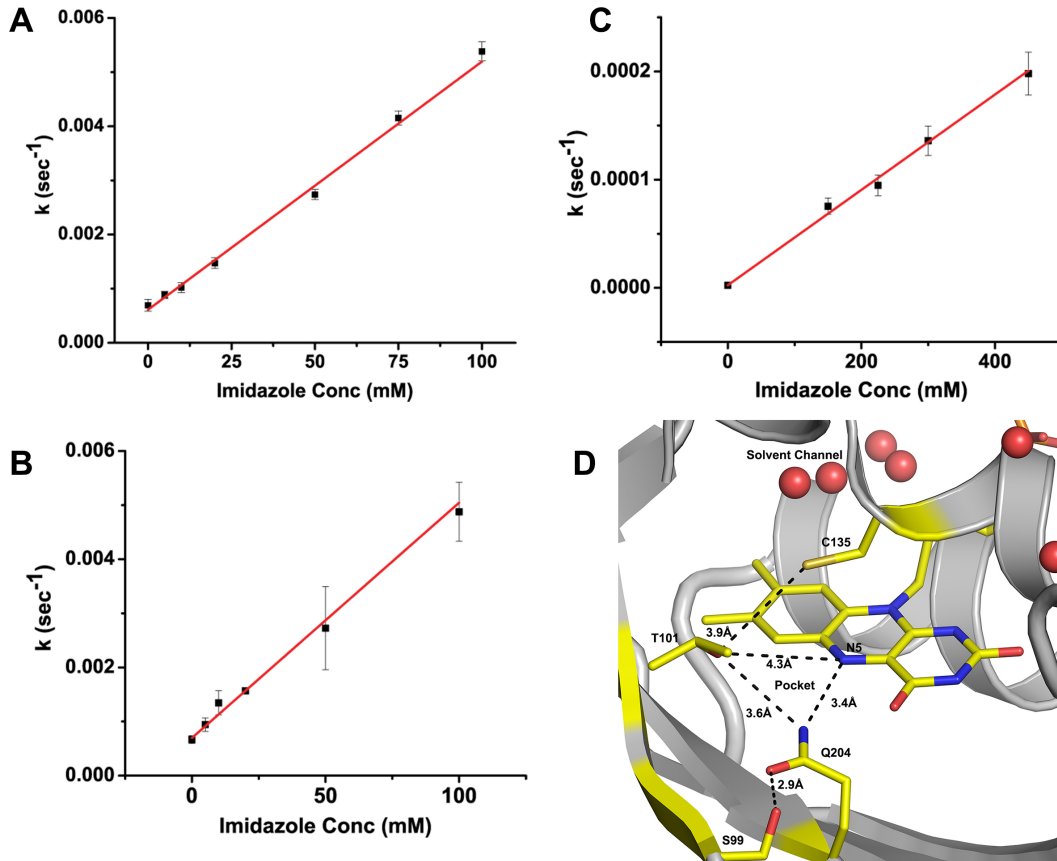 A
0.006
0.004
0.002
0.000
k (sec⁻¹)
0 25 50 75 100
Imidazole Conc (mM)
C
0.0002
0.0001
0.0000
k (sec⁻¹)
0 200 400
Imidazole Conc (mM)
B
0.006
0.004
0.002
0.000
k (sec⁻¹)
0 50 100
Imidazole Conc (mM)
D
Solvent Channel
C135
T101
3.9Å
N5
4.3Å
Pocket
3.6Å
3.4Å
Q204
2.9Å
S99